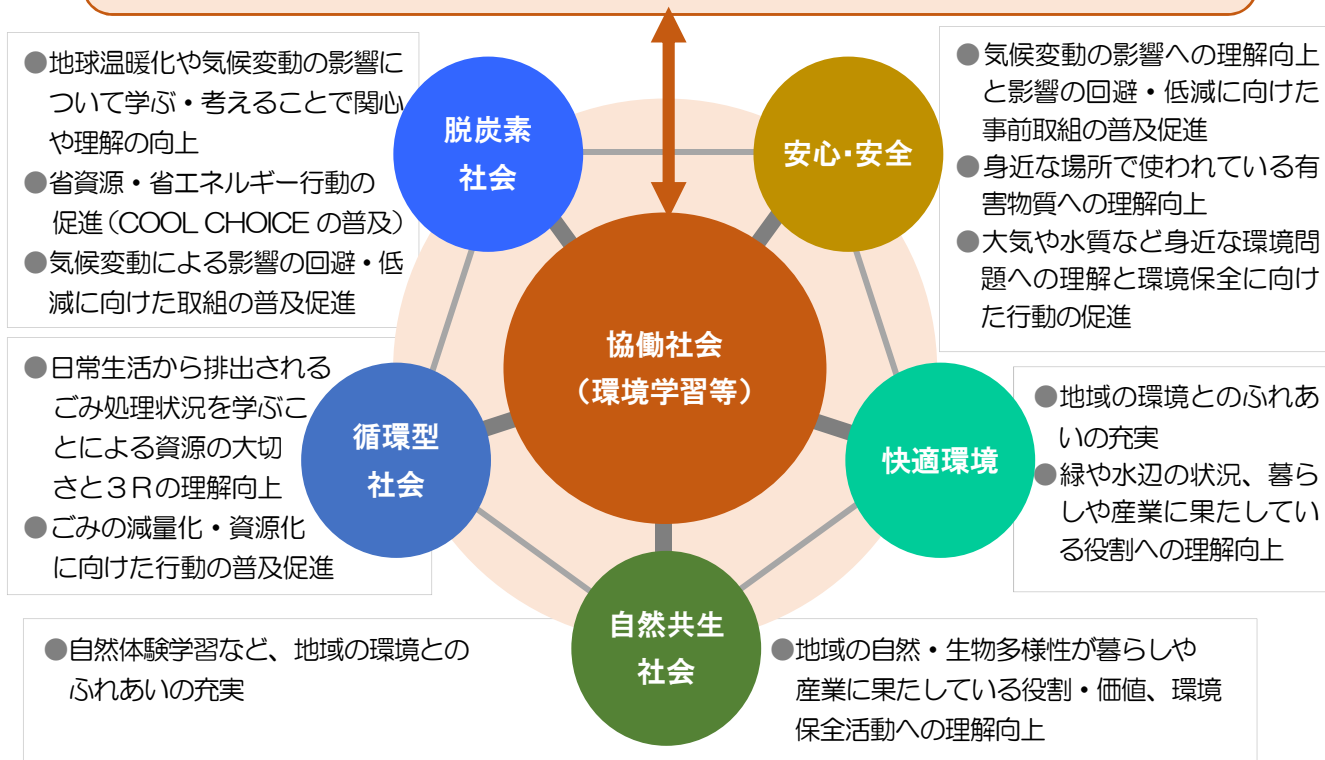 ●地球温暖化や気候変動の影響に
ついて学ぶ・考えることで関心
や理解の向上
●省資源・省エネルギー行動の
促進（COOL CHOICE の普及）
●気候変動による影響の回避・低
減に向けた取組の普及促進
脱炭素
社会
安心・安全
●気候変動の影響への理解向上
と影響の回避・低減に向けた
事前取組の普及促進
●身近な場所で使われている有
害物質への理解向上
●大気や水質など身近な環境問
題への理解と環境保全に向け
た行動の促進
協働社会
（環境学習等）
●日常生活から排出される
ごみ処理状況を学ぶこ
とによる資源の大切
さと３Ｒの理解向上
●ごみの減量化・資源化
に向けた行動の普及促進
循環型
社会
快適環境
●地域の環境とのふれあ
いの充実
●緑や水辺の状況、暮ら
しや産業に果たしてい
る役割への理解向上
●自然体験学習など、地域の環境との
ふれあいの充実
自然共生
社会
●地域の自然・生物多様性が暮らしや
産業に果たしている役割・価値、環境
保全活動への理解向上